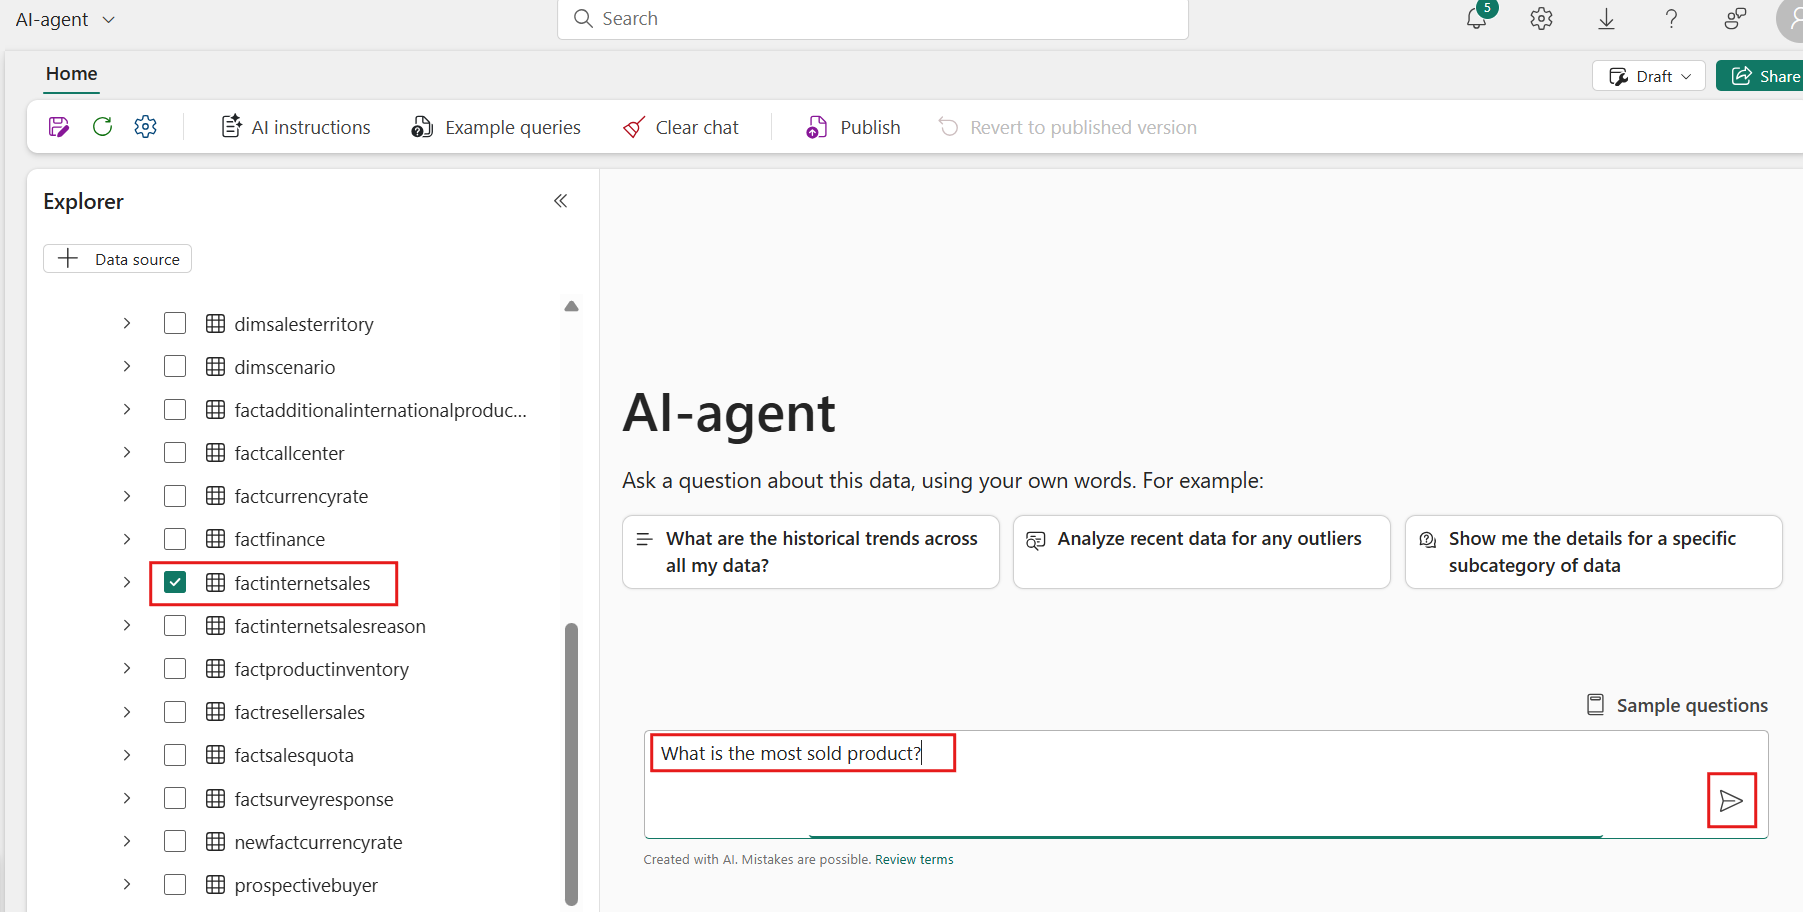 AI-agent
Search
5
Home
Draft
Share
AI instructions
Example queries
Clear chat
Publish
Revert to published version
Explorer
Data source
dimsalesterritory
dimscenario
factadditionalinternationalproduc...
factcallcenter
factcurrencyrate
factfinance
factinternetsales
factinternetsalesreason
factproductinventory
factresellersales
factsalesquota
factsurveyresponse
newfactcurrencyrate
prospectivebuyer
AI-agent
Ask a question about this data, using your own words. For example:
What are the historical trends across
all my data?
Analyze recent data for any outliers
Show me the details for a specific
subcategory of data
Sample questions
What is the most sold product?
Created with AI. Mistakes are possible. Review terms